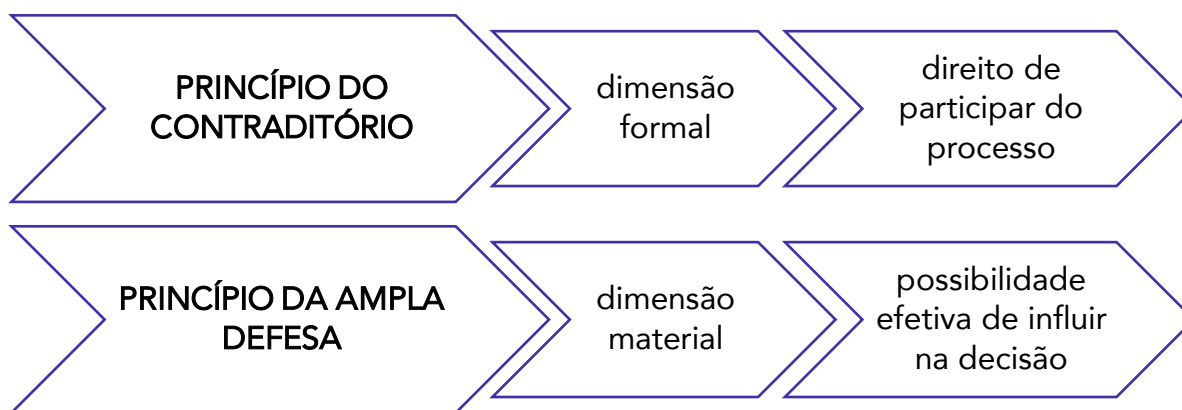 PRINCÍPIO DO
CONTRADITÓRIO
dimensão
formal
direito de
participar do
processo
PRINCÍPIO DA AMPLA
DEFESA
dimensão
material
possibilidade
efetiva de influir
na decisão